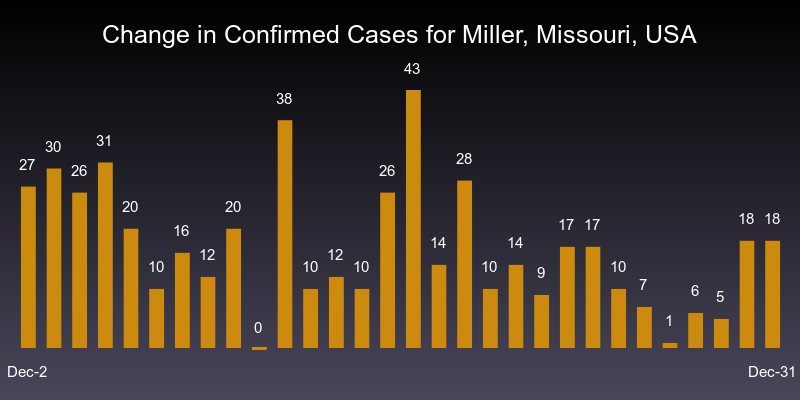 Change in Confirmed Cases for Miller, Missouri, USA
27 30 26 31 20 10 16 12 20 0 38 10 12 10 26 43 14 28 10 14 9 17 17 10 7 1 6 5 18 18
Dec-2 Dec-31